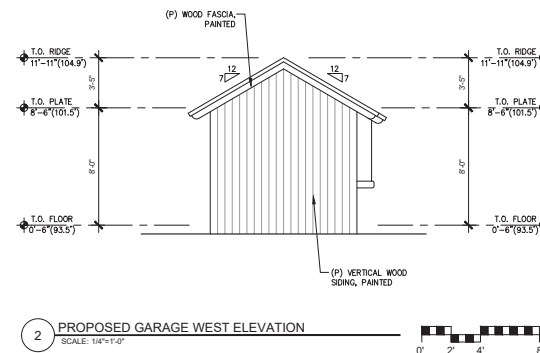 (P) WOOD FASCIA,
PAINTED
T.O. RIDGE
11'-11"(104.9')
T.O. RIDGE
11'-11"(104.9')
12
7
12
7
3'-5"
3'-5"
T.O. PLATE
8'-6"(101.5')
T.O. PLATE
8'-6"(101.5')
8'-0"
8'-0"
T.O. FLOOR
0'-6"(93.5')
T.O. FLOOR
0'-6"(93.5')
(P) VERTICAL WOOD
SIDING, PAINTED
2
PROPOSED GARAGE WEST ELEVATION
SCALE: 1/4"=1'-0"
0' 2' 4' 8